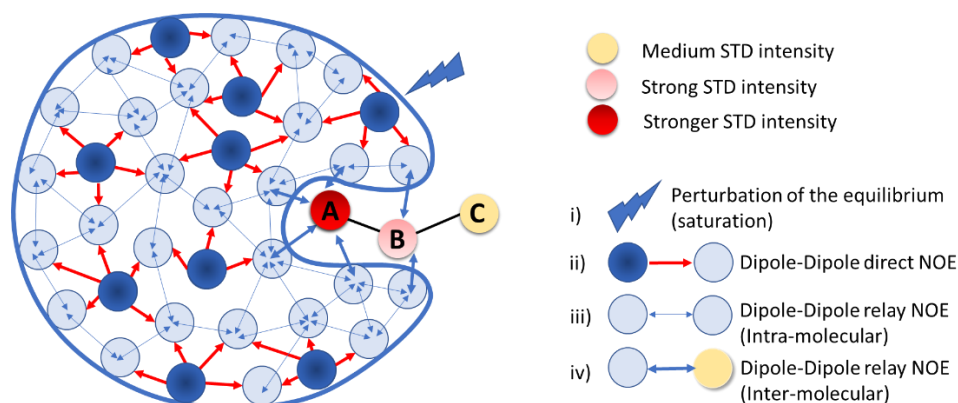 Medium STD intensity
Strong STD intensity
Stronger STD intensity
A
B
C
i) Perturbation of the equilibrium
(saturation)
ii) Dipole-Dipole direct NOE
iii) Dipole-Dipole relay NOE
(Intra-molecular)
iv) Dipole-Dipole relay NOE
(Inter-molecular)